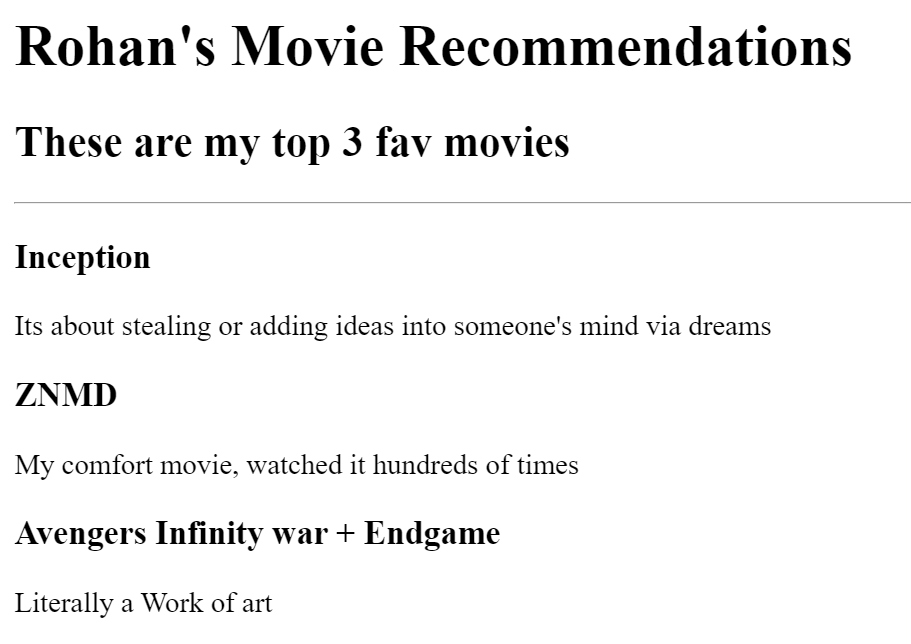 Rohan's Movie Recommendations
These are my top 3 fav movies
Inception
Its about stealing or adding ideas into someone's mind via dreams
ZNMD
My comfort movie, watched it hundreds of times
Avengers Infinity war + Endgame
Literally a Work of art